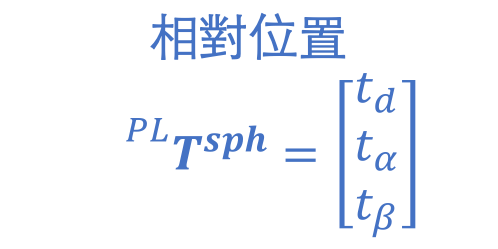 相對位置
^{PL}T^{sph} = [t_d
t_α
t_β]